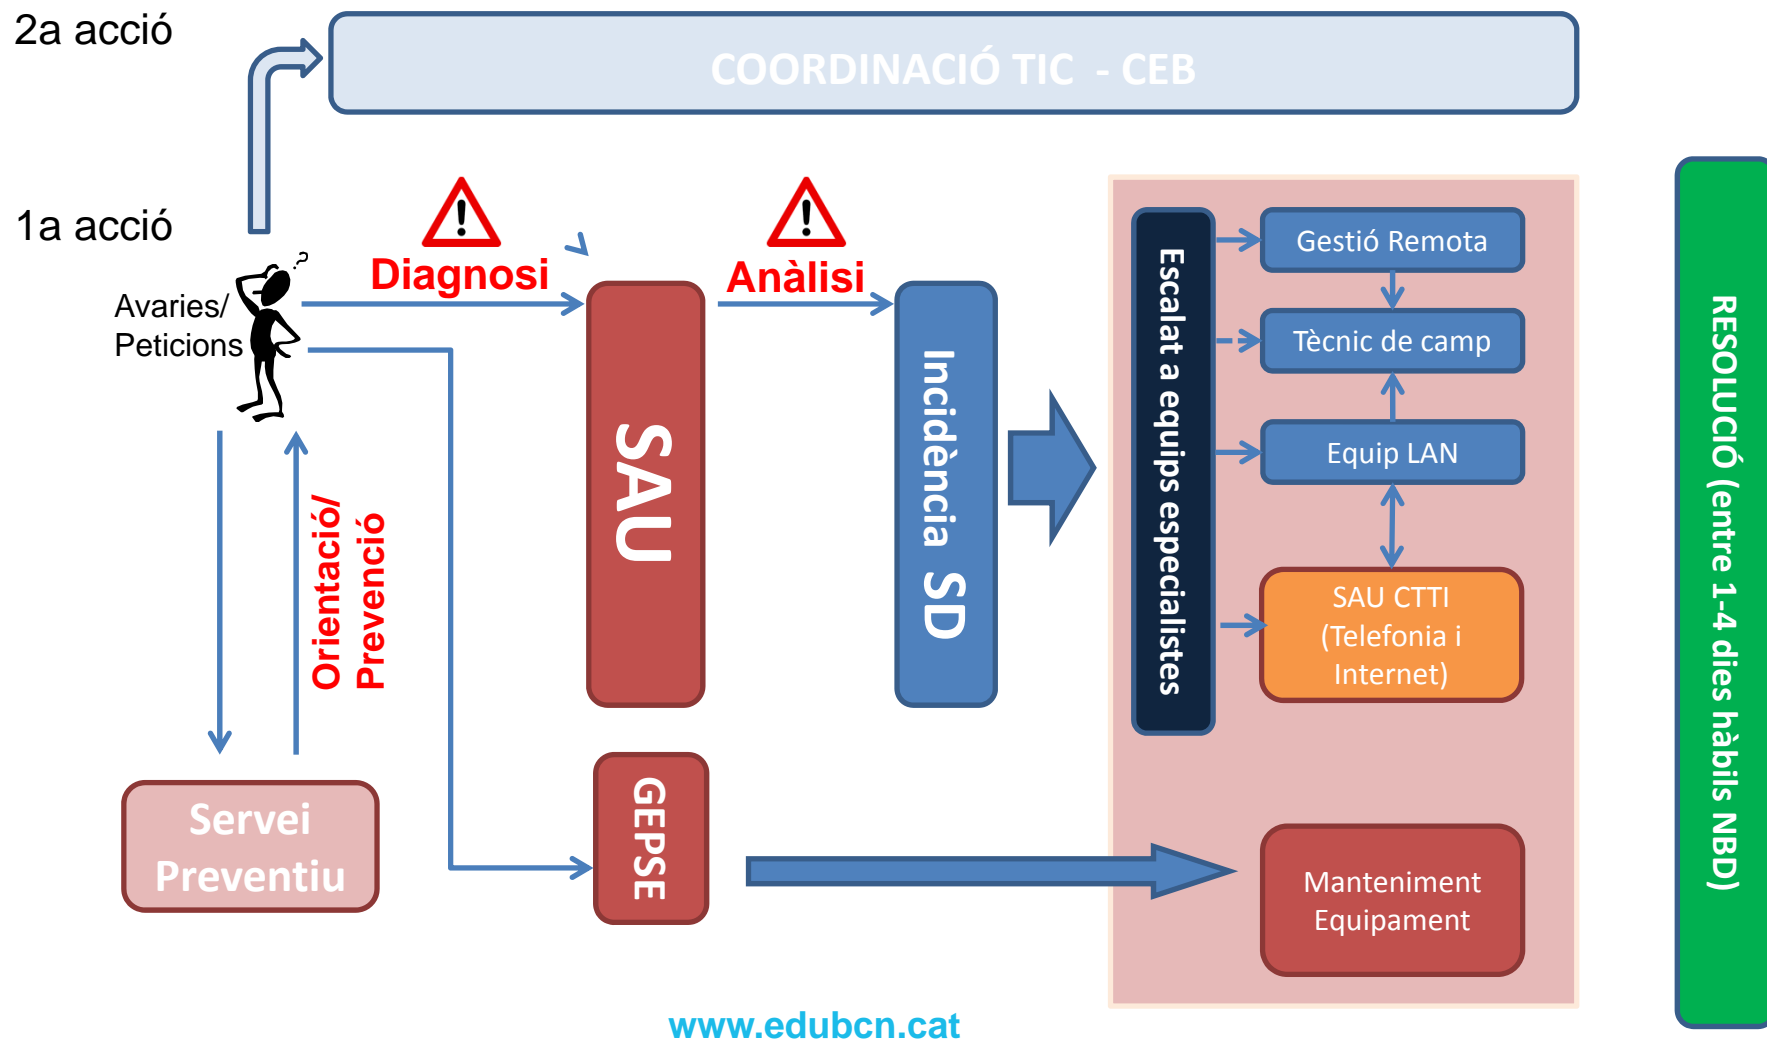 2a acció
COORDINACIÓ TIC - CEB
1a acció
Avaries/
Peticions
?
Diagnosi
Anàlisi
SAU
Incidència SD
Escalat a equips especialistes
Gestió Remota
Tècnic de camp
Equip LAN
SAU CTTI
(Telefonia i
Internet)
RESOLUCIÓ (entre 1-4 dies hàbils NBD)
Orientació/
Prevenció
Servei
Preventiu
GEPSE
Manteniment
Equipament
www.edubcn.cat